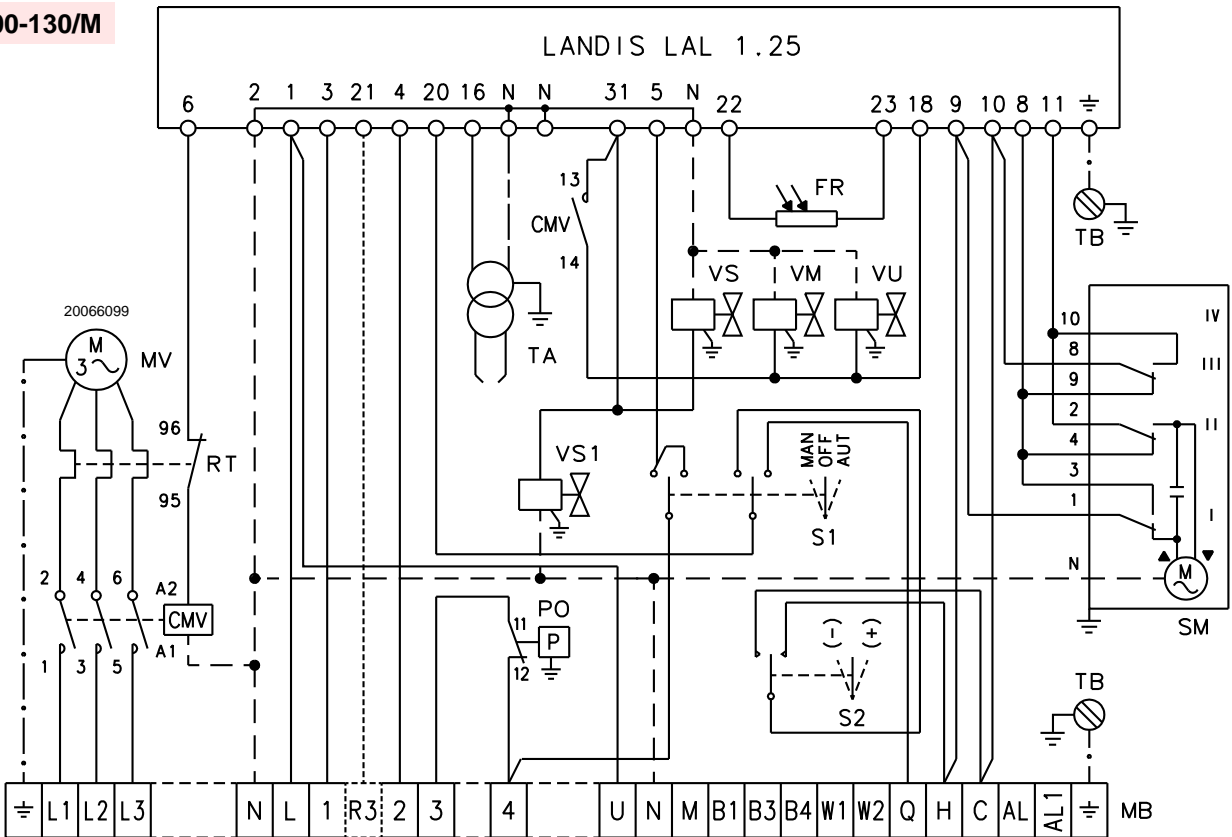 00-130/M
LANDIS LAL 1.25
6 2 1 3 21 4 20 16 N N 31 5 N 22 23 18 9 10 8 11
13
FR
CMV
14
TB
VS VM VU
20066099
M
3
MV
TA
10
IV
8
III
9
2
II
4
3
1
I
N
M
SM
96
RT
95
VS1
MAN
OFF
AUT
S1
2 4 6 A2
CMV
1 3 5 A1
PO
11
P
12
(-) (+)
S2
TB
L1 L2 L3 N L 1 R3 2 3 4 U N M B1 B3 B4 W1 W2 Q H C AL AL1 MB